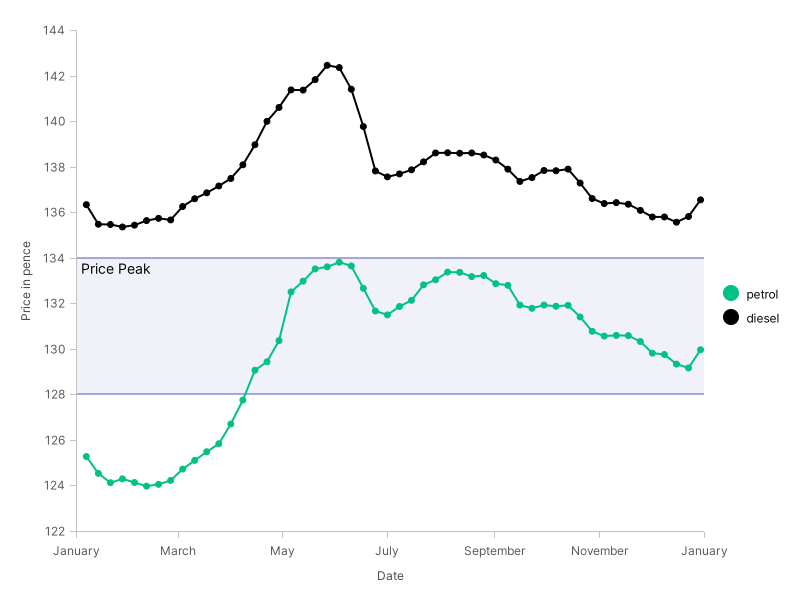 144
142
140
138
136
134
132
130
128
126
124
122
Price in pence
Price Peak
January March May July September November January
Date
petrol
diesel